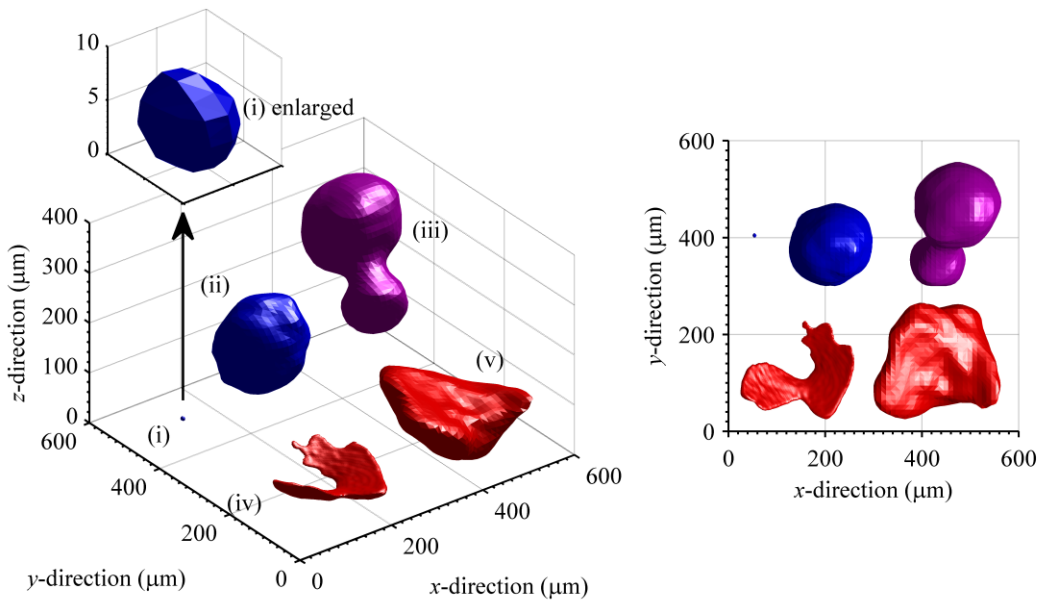 10
5
0
(i) enlarged
400
300
200
100
0
z-direction (μm)
(i)
(ii)
(iii)
(iv)
(v)
600
400
200
0
y-direction (μm)
0
200
400
600
x-direction (μm)
600
400
200
0
y-direction (μm)
0
200
400
600
x-direction (μm)